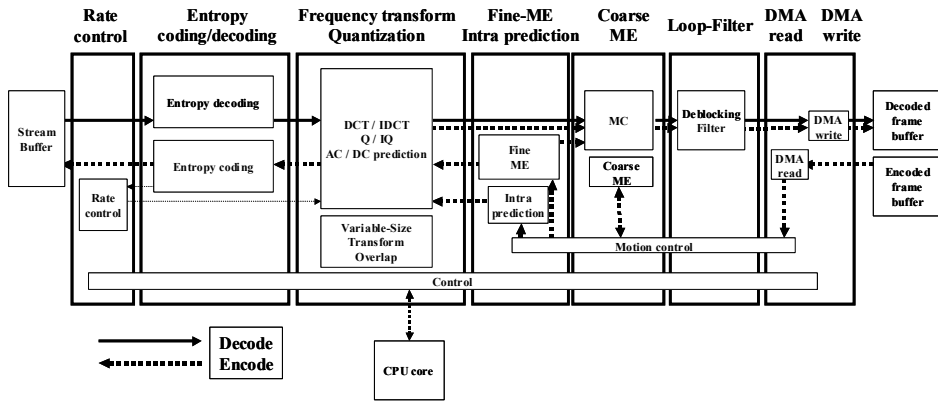 Rate
control
Entropy
coding/decoding
Frequency transform
Quantization
Fine-ME
Intra prediction
Coarse
ME
Loop-Filter
DMA
read
DMA
write
Stream
Buffer
Entropy decoding
Entropy coding
Rate
control
DCT / IDCT
Q / IQ
AC / DC prediction
Variable-Size
Transform
Overlap
Fine
ME
Intra
prediction
MC
Coarse
ME
Deblocking
Filter
DMA
write
DMA
read
Decoded
frame
buffer
Encoded
frame
buffer
Motion control
Control
CPU core
Decode
Encode